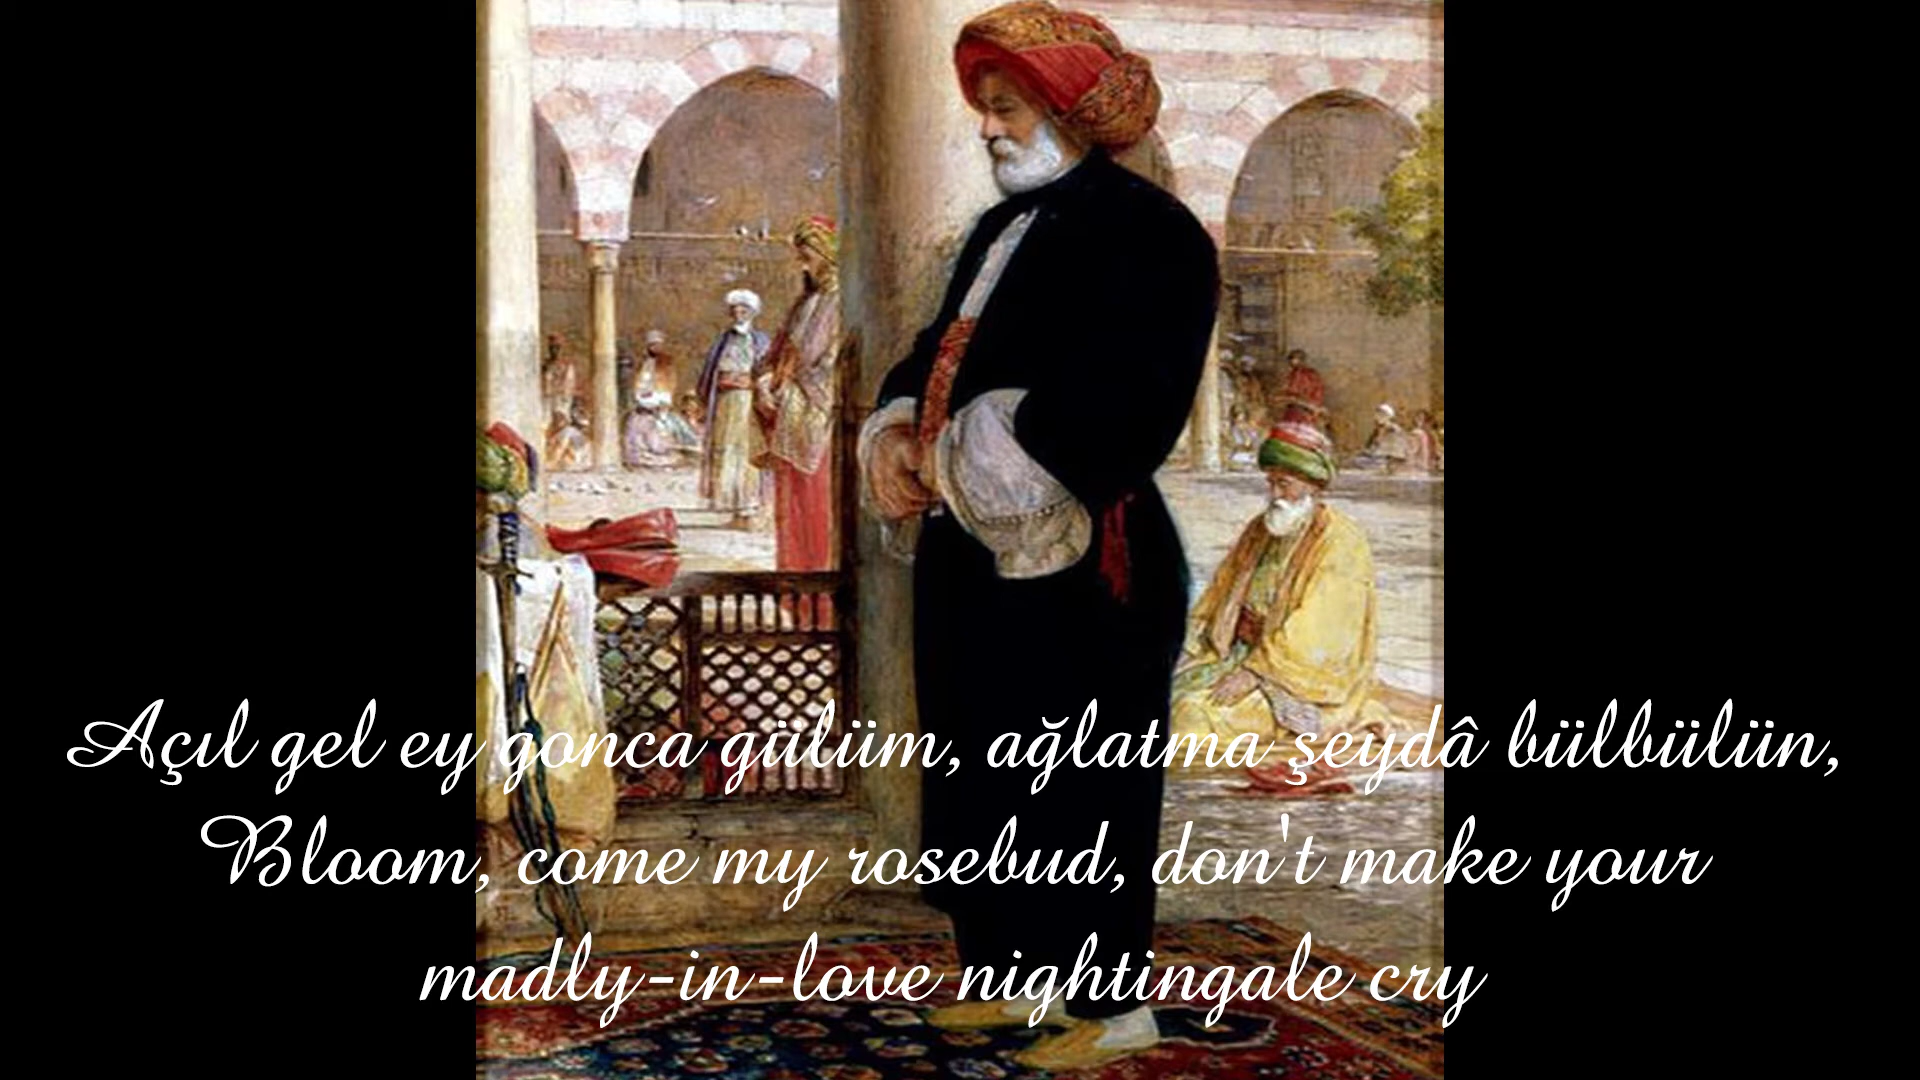 Açıl gel ey gonca gülüm, ağlatma şeydâ bülbülün,
Bloom, come my rosebud, don't make your
madly-in-love nightingale cry